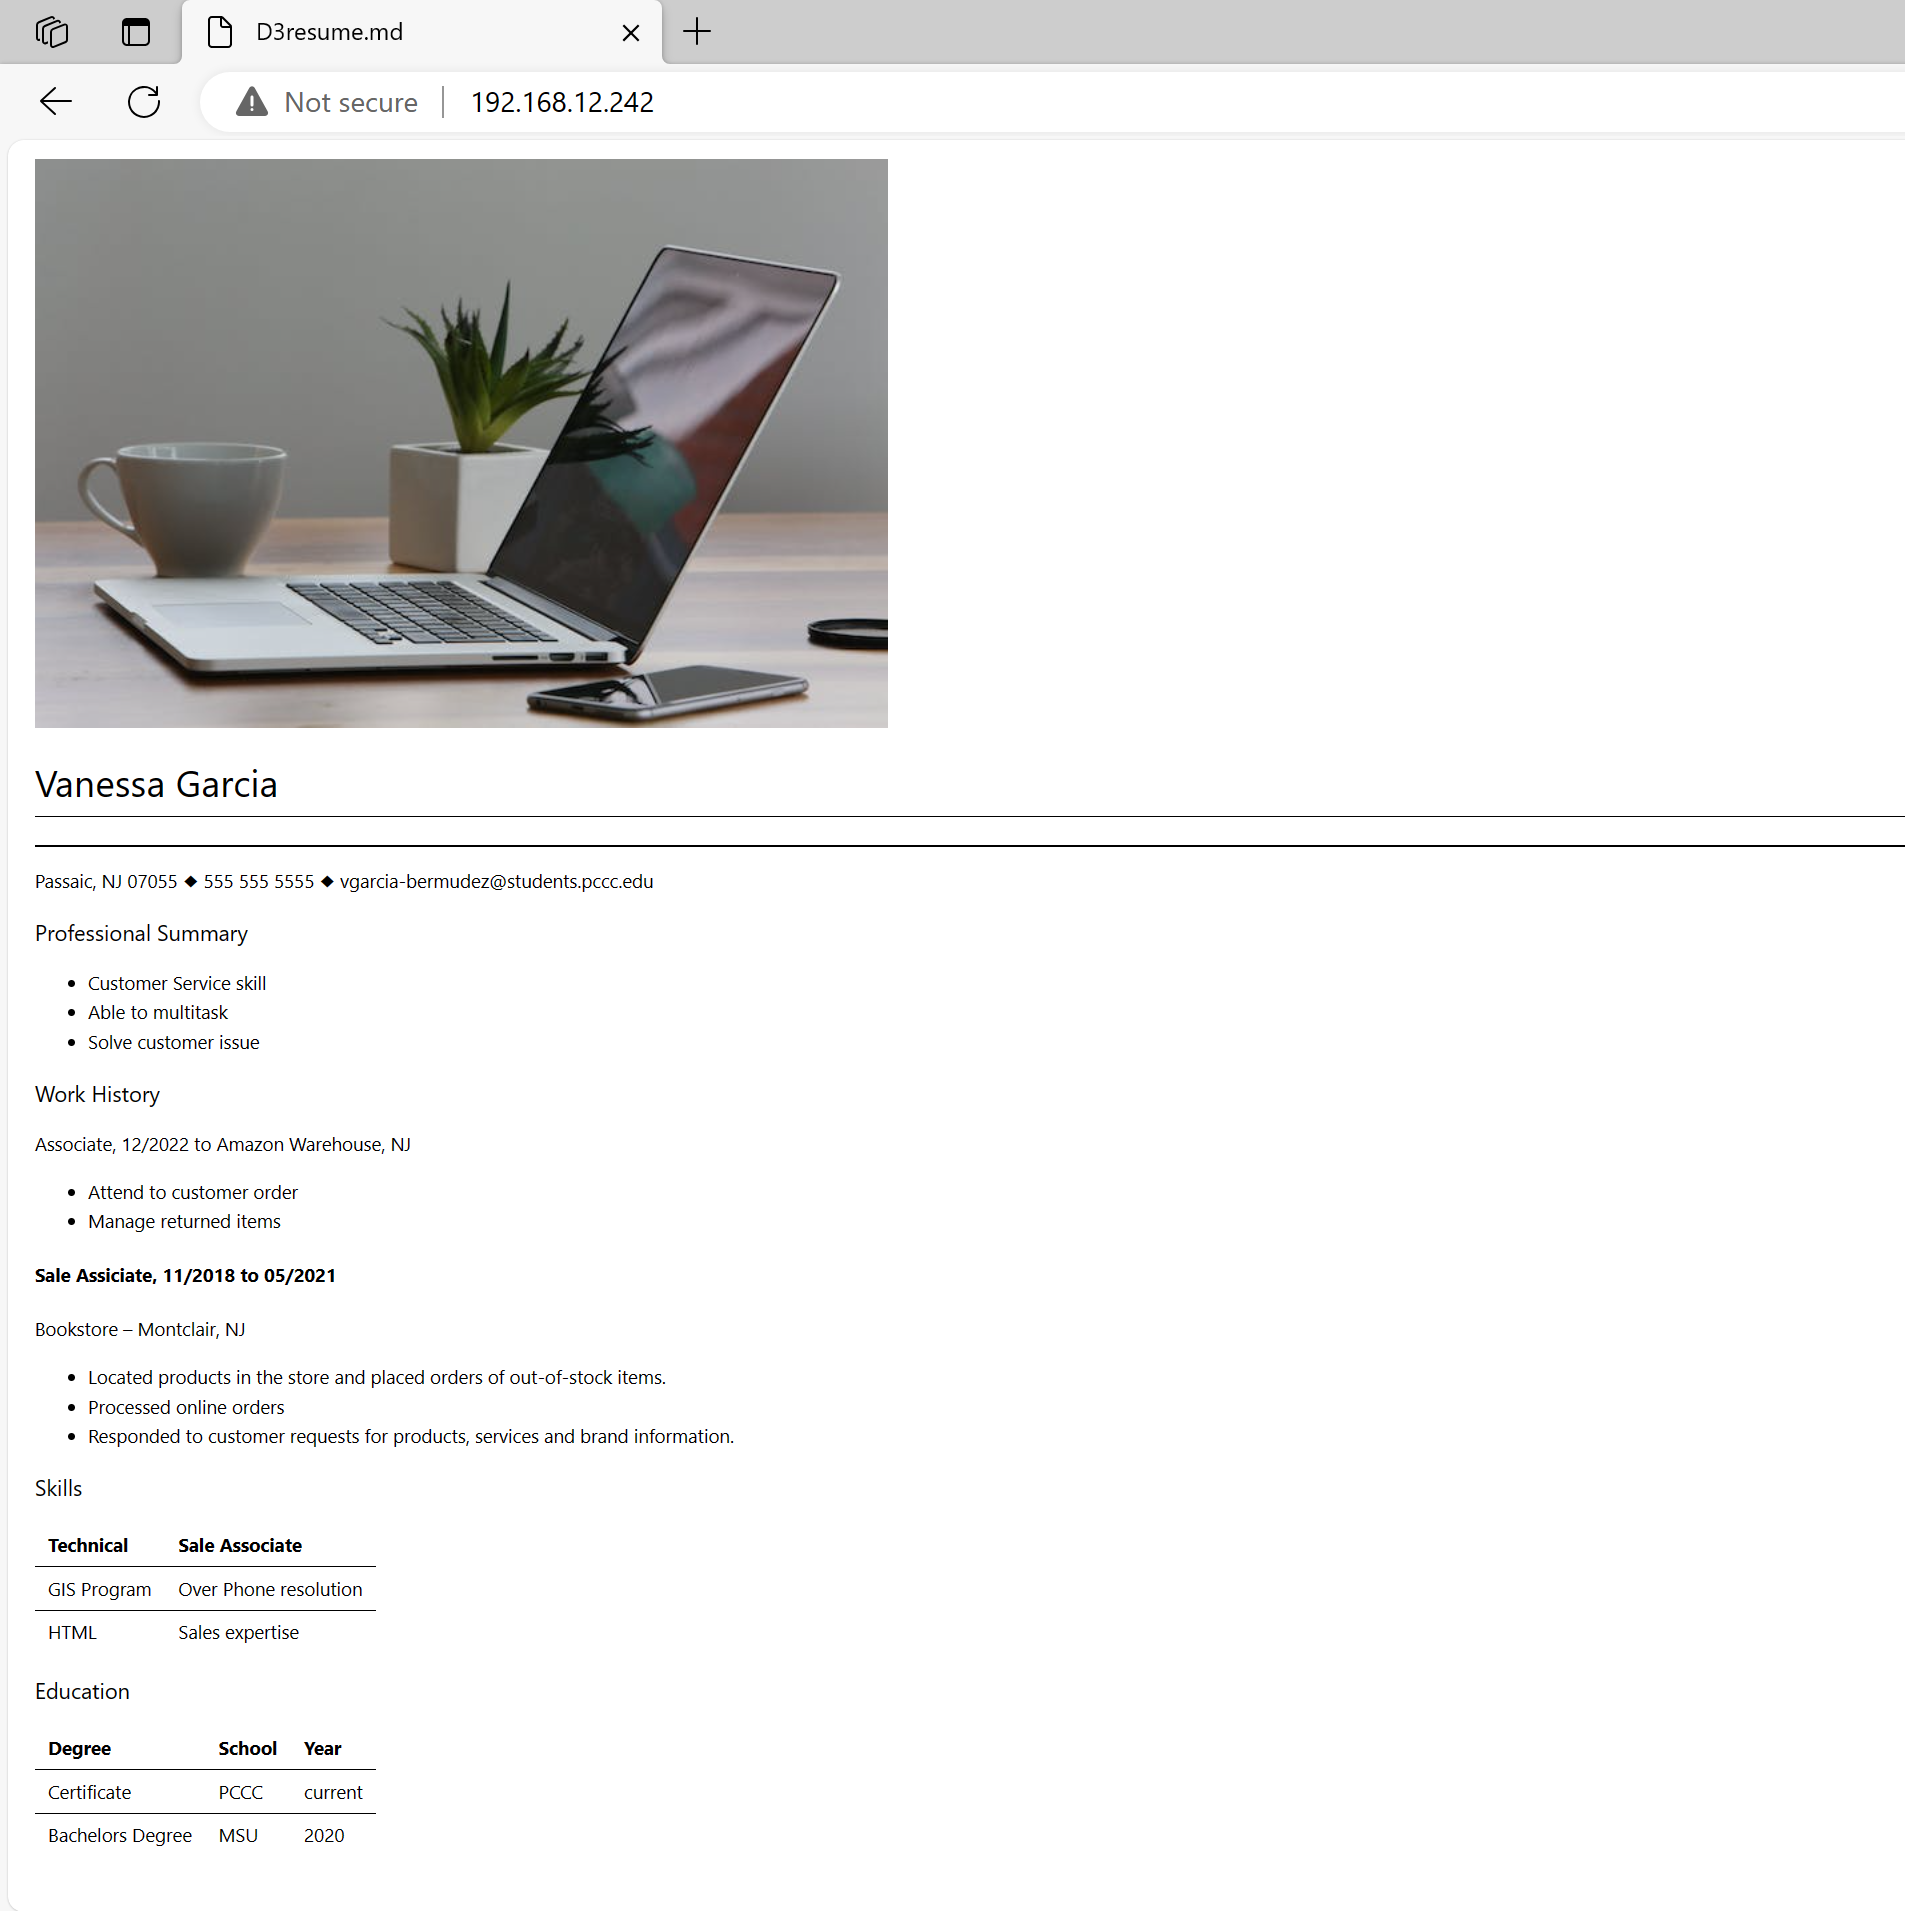 D3resume.md
Not secure 192.168.12.242
Vanessa Garcia
Passaic, NJ 07055 ◆ 555 555 5555 ◆ vgarcia-bermudez@students.pccc.edu
Professional Summary
• Customer Service skill
• Able to multitask
• Solve customer issue
Work History
Associate, 12/2022 to Amazon Warehouse, NJ
• Attend to customer order
• Manage returned items
Sale Assiciate, 11/2018 to 05/2021
Bookstore – Montclair, NJ
• Located products in the store and placed orders of out-of-stock items.
• Processed online orders
• Responded to customer requests for products, services and brand information.
Skills
Technical Sale Associate
GIS Program Over Phone resolution
HTML Sales expertise
Education
Degree School Year
Certificate PCCC current
Bachelors Degree MSU 2020